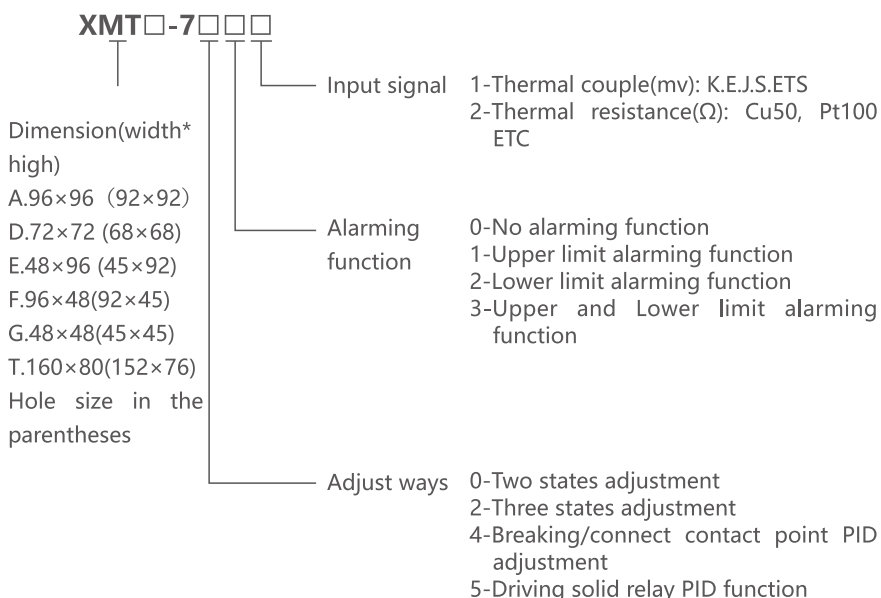 XMT□-7□□□
Input signal
1-Thermal couple(mv): K.E.J.S.ETS
2-Thermal resistance(Ω): Cu50, Pt100
ETC
Dimension(width*
high)
A.96×96（92×92）
D.72×72 (68×68)
E.48×96 (45×92)
F.96×48(92×45)
G.48×48(45×45)
T.160×80(152×76)
Hole size in the
parentheses
Alarming
function
0-No alarming function
1-Upper limit alarming function
2-Lower limit alarming function
3-Upper and Lower limit alarming
function
Adjust ways
0-Two states adjustment
2-Three states adjustment
4-Breaking/connect contact point PID
adjustment
5-Driving solid relay PID function